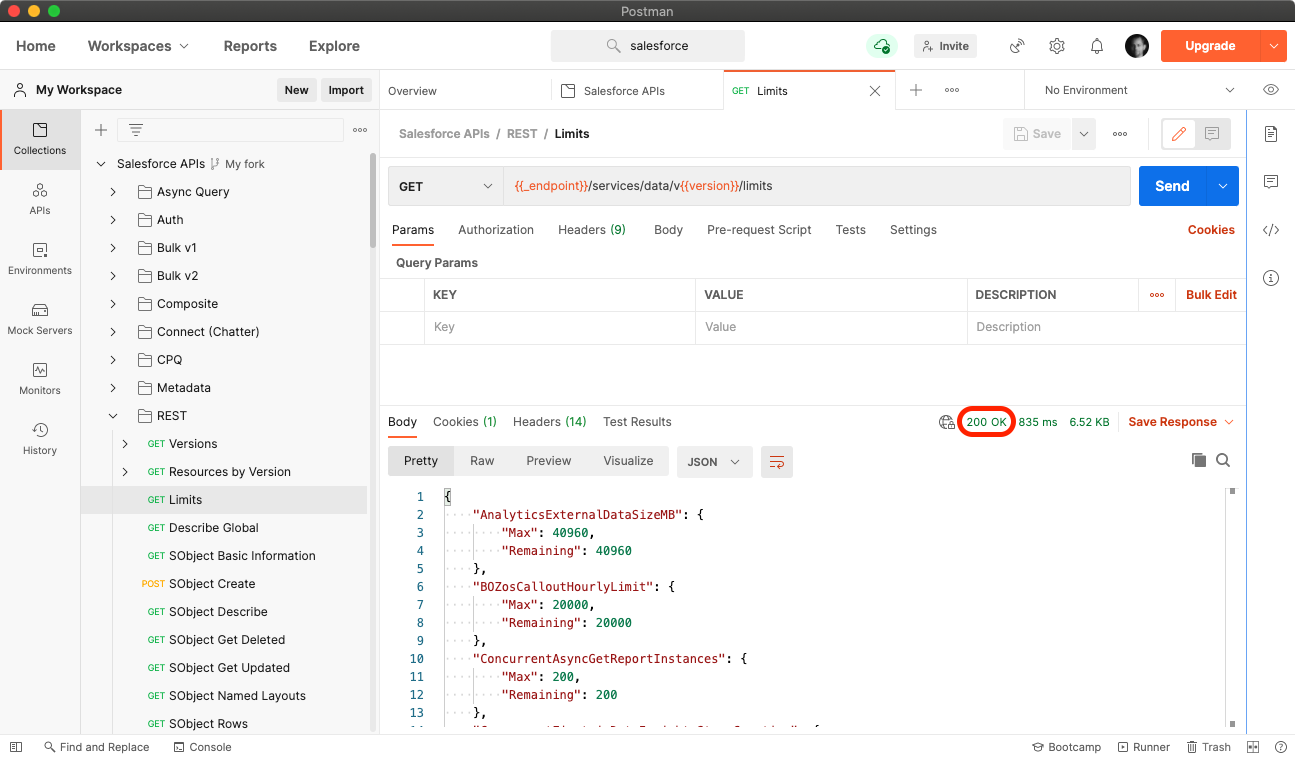 Postman
Home Workspaces Reports Explore salesforce Invite Upgrade
My Workspace New Import
Overview Salesforce APIs GET Limits No Environment
Collections
APIs
Environments
Mock Servers
Monitors
History
Salesforce APIs My fork
Async Query
Auth
Bulk v1
Bulk v2
Composite
Connect (Chatter)
CPQ
Metadata
REST
GET Versions
GET Resources by Version
GET Limits
GET Describe Global
GET SObject Basic Information
POST SObject Create
GET SObject Describe
GET SObject Get Deleted
GET SObject Get Updated
GET SObject Named Layouts
GET SObject Rows
Salesforce APIs / REST / Limits Save
GET {{_endpoint}}/services/data/v{{version}}/limits Send
Params Authorization Headers (9) Body Pre-request Script Tests Settings Cookies
Query Params
KEY VALUE DESCRIPTION Bulk Edit
Key Value Description
Body Cookies (1) Headers (14) Test Results 200 OK 835 ms 6.52 KB Save Response
Pretty Raw Preview Visualize JSON
1 {
2 "AnalyticsExternalDataSizeMB": {
3 "Max": 40960,
4 "Remaining": 40960
5 },
6 "BOZosCalloutHourlyLimit": {
7 "Max": 20000,
8 "Remaining": 20000
9 },
10 "ConcurrentAsyncGetReportInstances": {
11 "Max": 200,
12 "Remaining": 200
13 },
Find and Replace Console Bootcamp Runner Trash